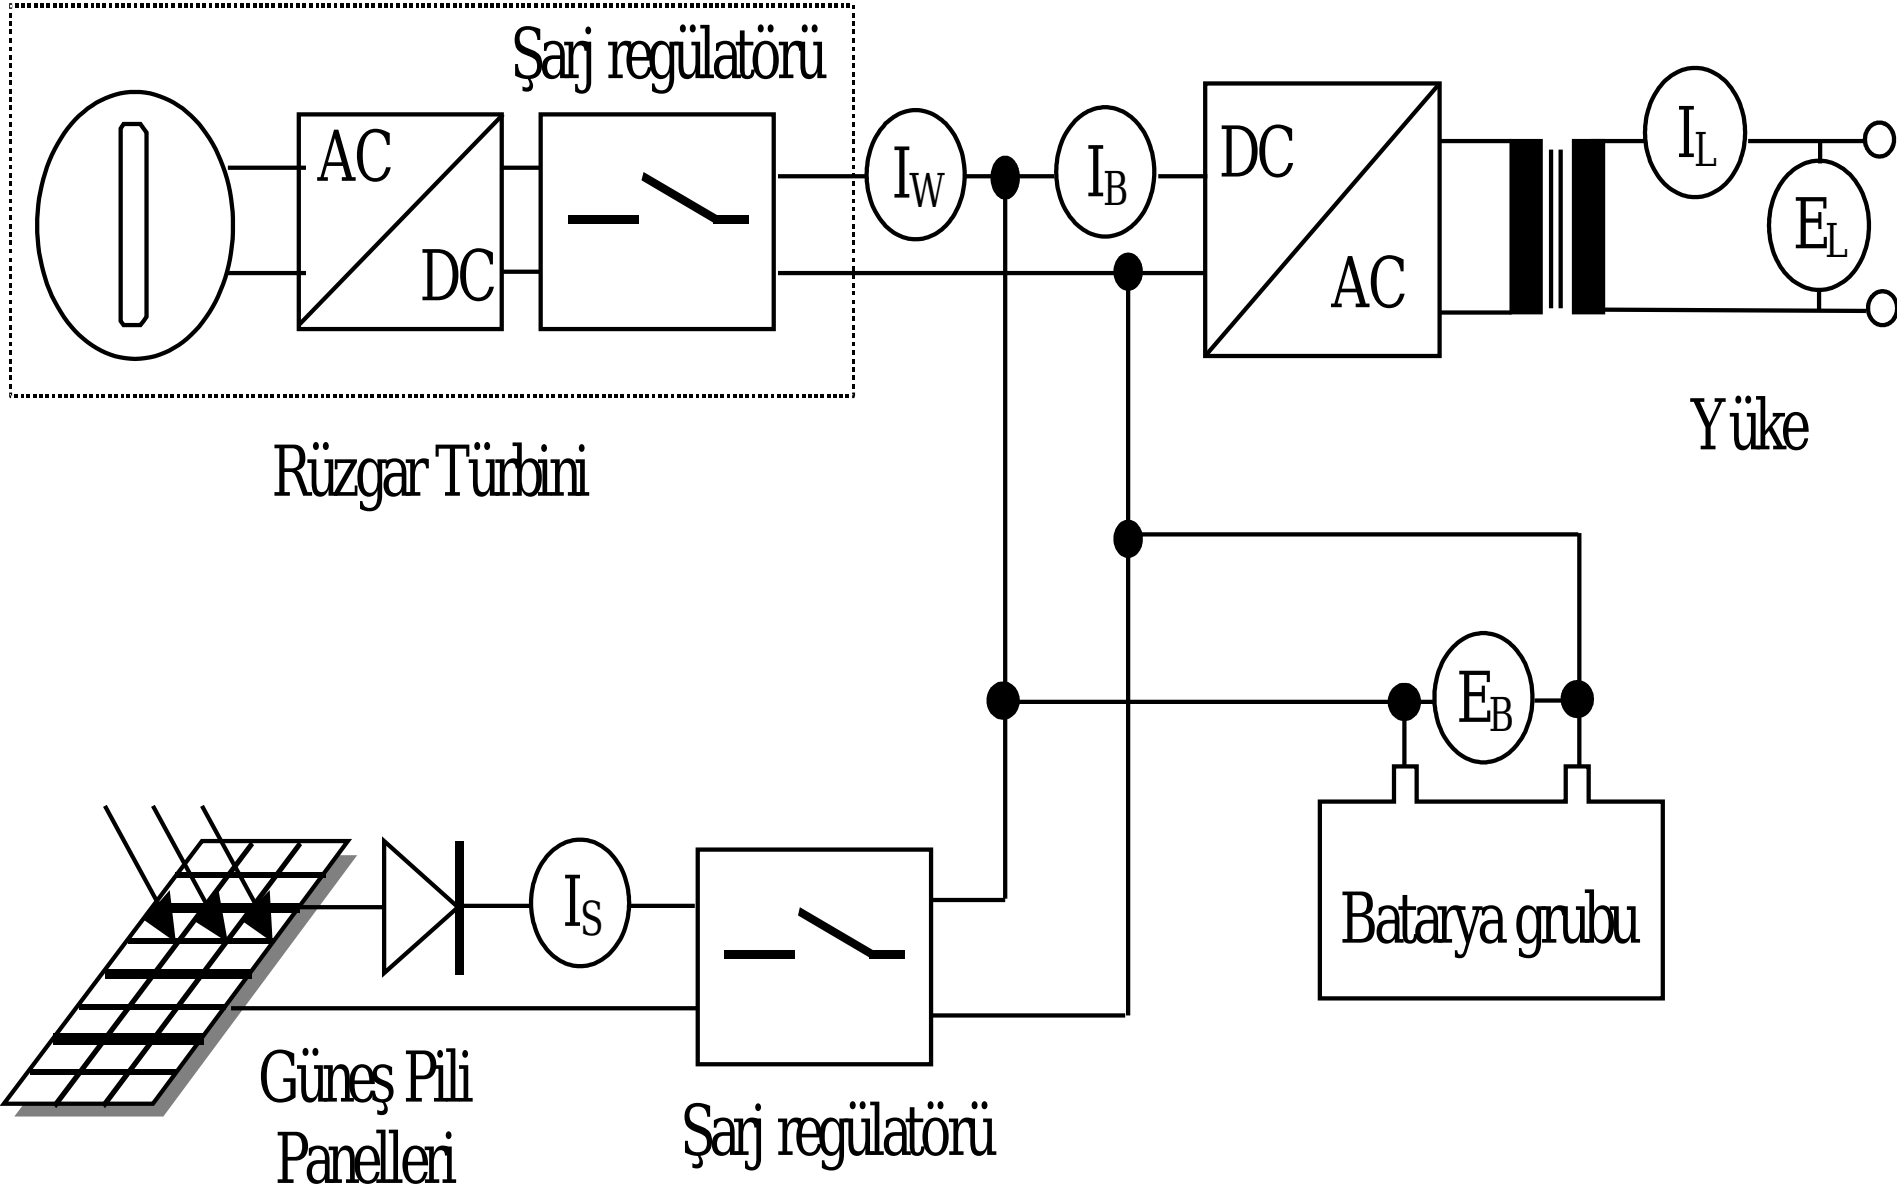 Şarj regülatörü
AC
DC
I_W
I_B
DC
AC
I_L
E_L
Yüke
Rüzgar Türbini
E_B
Batarya grubu
I_S
Güneş Pili
Panelleri
Şarj regülatörü